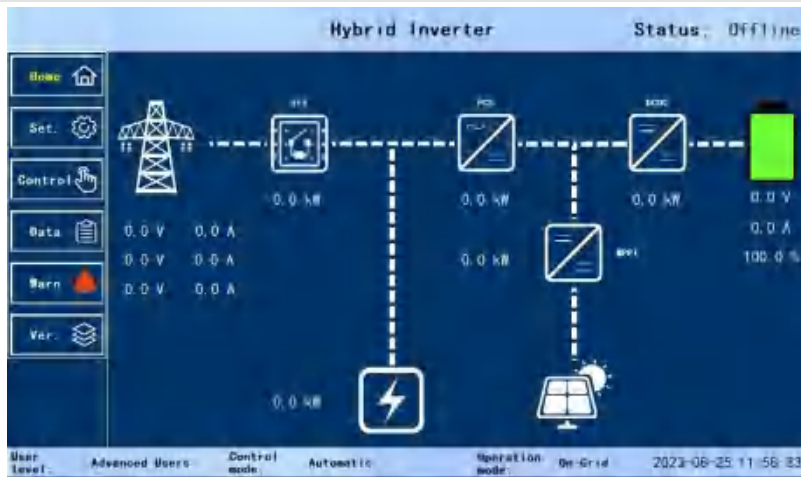 Hybrid Inverter
Status: Offline
Home
Set.
Control
Data
Warn
Ver.
STS
PCS
DCDC
0.0 kW
0.0 kW
0.0 kW
0.0 V
0.0 A
100.0 %
0.0 V 0.0 A
0.0 V 0.0 A
0.0 V 0.0 A
0.0 kW
MPPT
0.0 kW
User level:
Advanced Users
Control mode:
Automatic
Operation mode:
On-Grid
2023-06-25 11:56:33